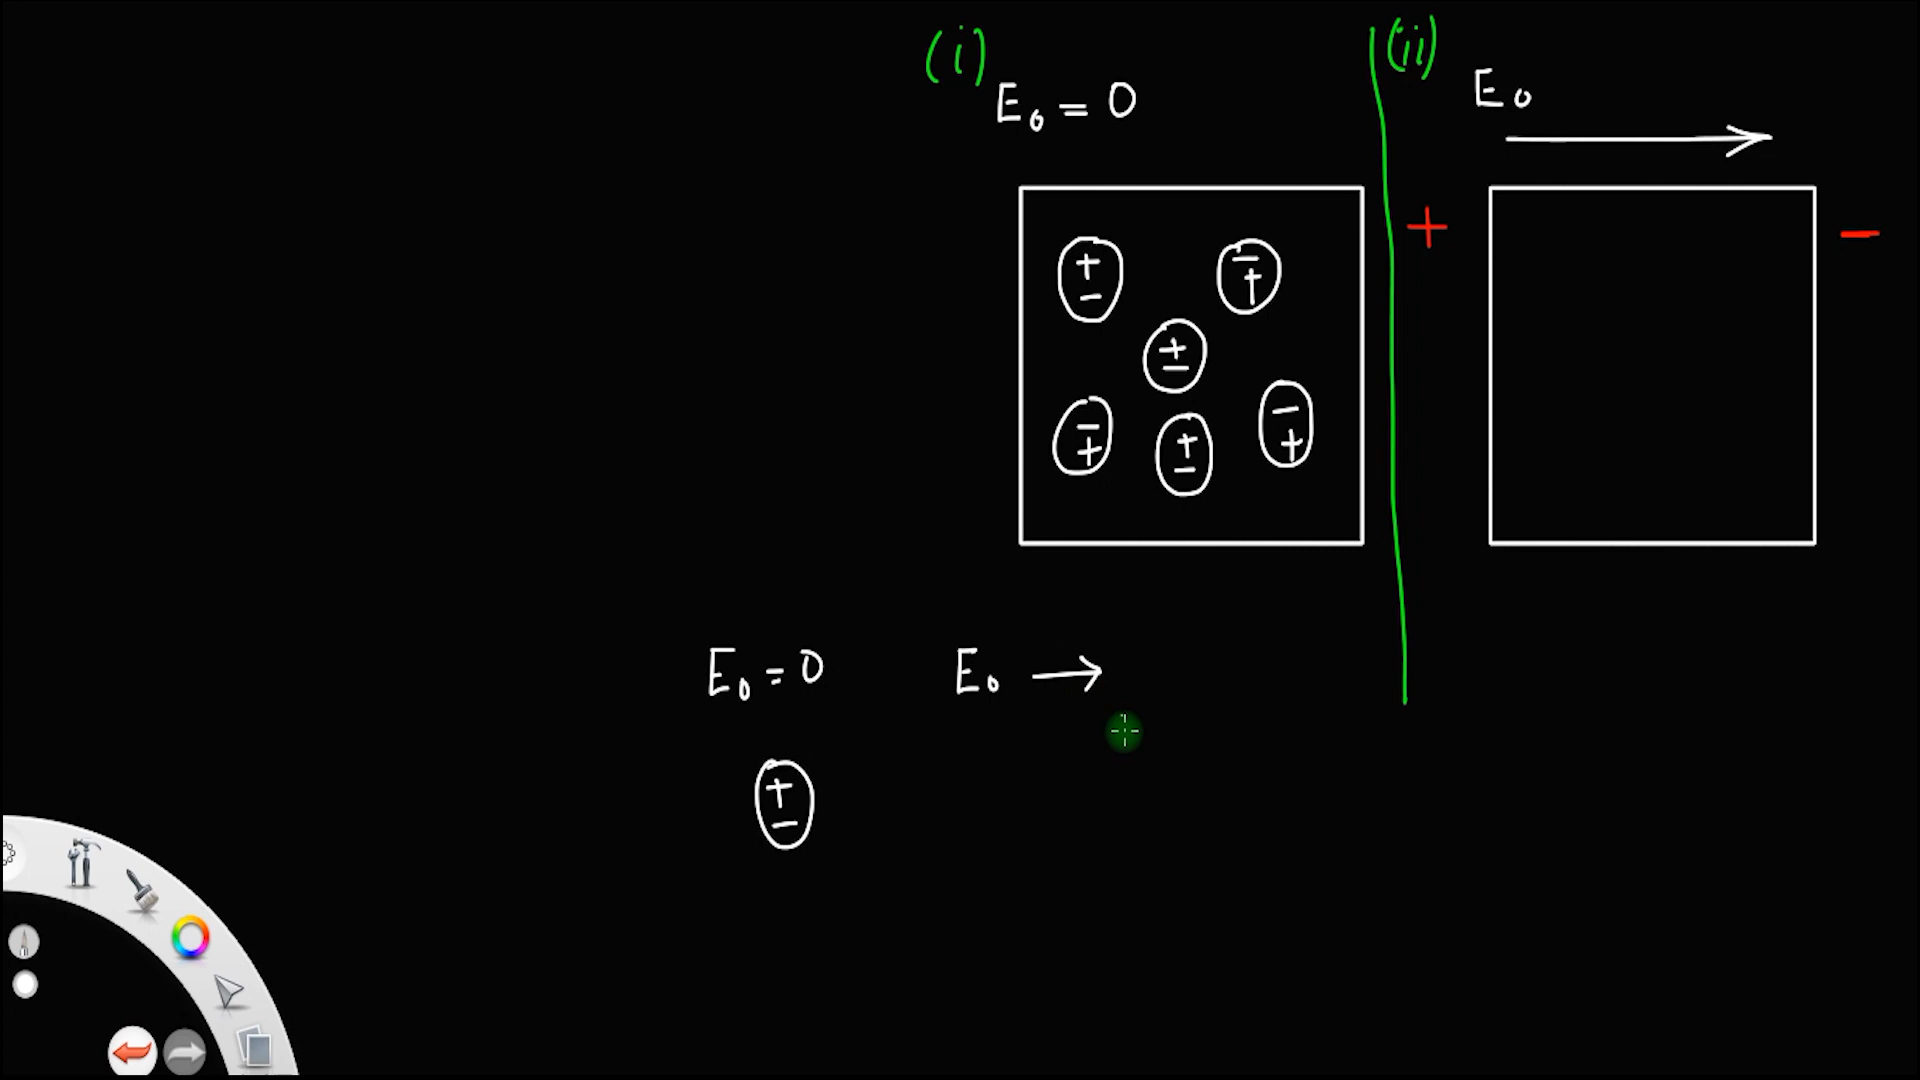 (i)
E₀ = 0
+
−
−
+
+
−
−
+
+
−
−
+
(ii)
E₀
+
−
E₀ = 0
E₀ →
+
−